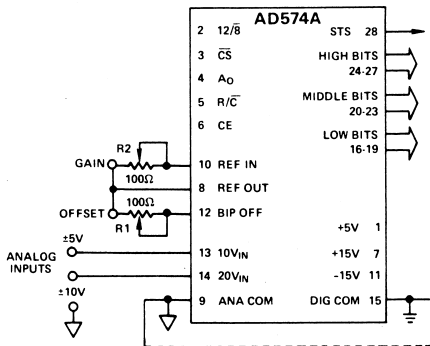 AD574A
2 12/8̅
STS 28
3 C̅S̅
HIGH BITS
24-27
4 AO
5 R/C̅
MIDDLE BITS
20-23
6 CE
LOW BITS
16-19
R2
GAIN
100Ω
10 REF IN
8 REF OUT
100Ω
OFFSET
R1
12 BIP OFF
+5V 1
±5V
ANALOG
INPUTS
13 10VIN
+15V 7
14 20VIN
-15V 11
±10V
9 ANA COM
DIG COM 15